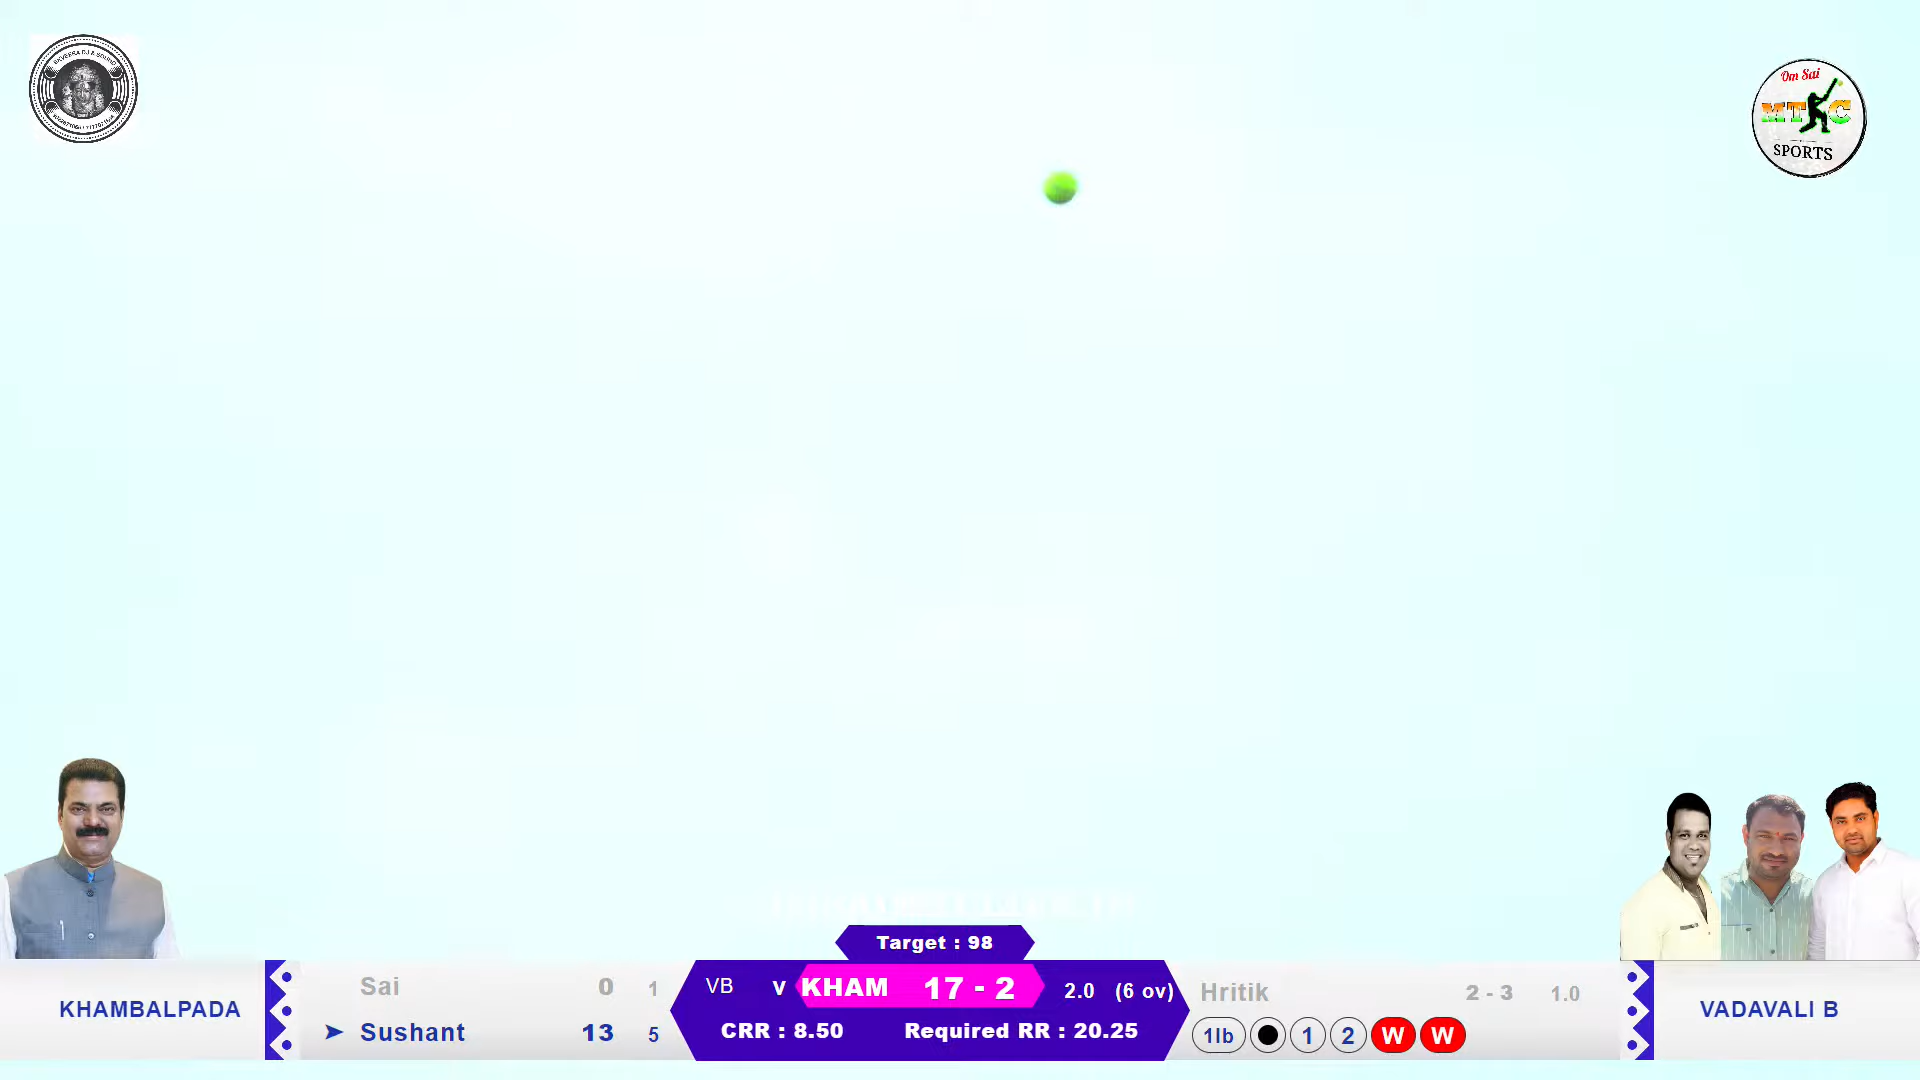 Om Sai
MTC
SPORTS
Target : 98
KHAMBALPADA
Sai 0 1
➤ Sushant 13 5
VB v KHAM 17 - 2 2.0 (6 ov)
CRR : 8.50 Required RR : 20.25
Hritik 2 - 3 1.0
1lb ● 1 2 W W
VADAVALI B